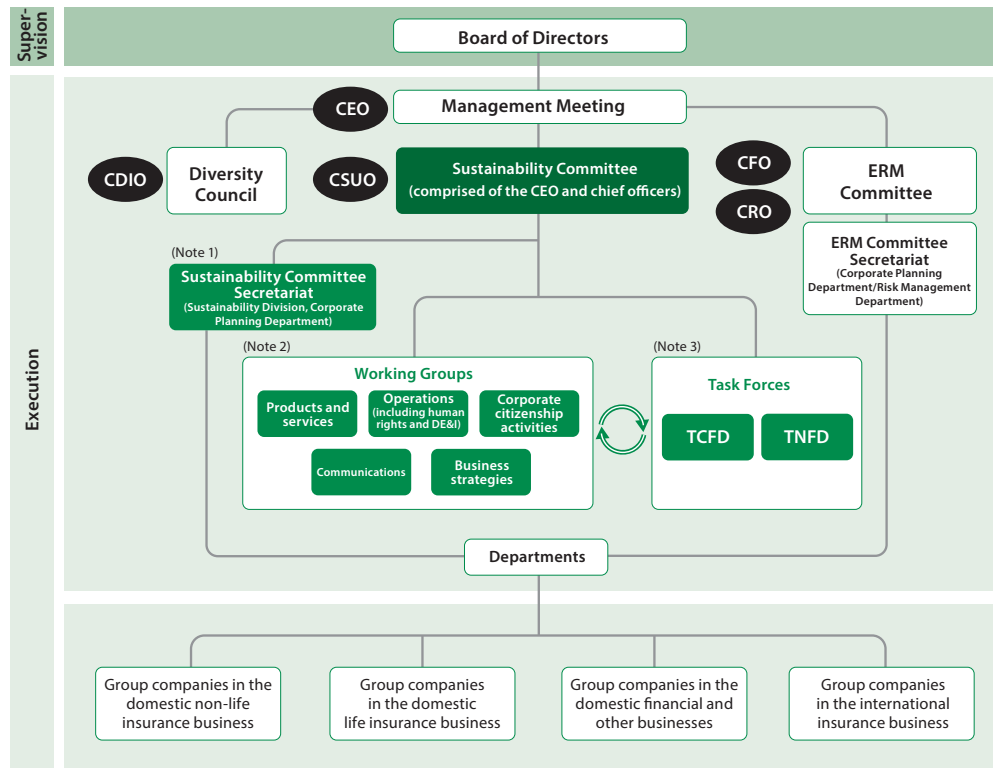 Super-
vision
Board of Directors
Execution
CEO
Management Meeting
CDIO
Diversity
Council
CSUO
Sustainability Committee
(comprised of the CEO and chief officers)
CFO
CRO
ERM
Committee
ERM Committee
Secretariat
(Corporate Planning
Department/Risk Management
Department)
(Note 1)
Sustainability Committee
Secretariat
(Sustainability Division, Corporate
Planning Department)
(Note 2)
Working Groups
Products and
services
Operations
(including human
rights and DE&I)
Corporate
citizenship
activities
Communications
Business
strategies
(Note 3)
Task Forces
TCFD
TNFD
Departments
Group companies in the
domestic non-life
insurance business
Group companies
in the domestic
life insurance business
Group companies in the
domestic financial and
other businesses
Group companies
in the international
insurance business